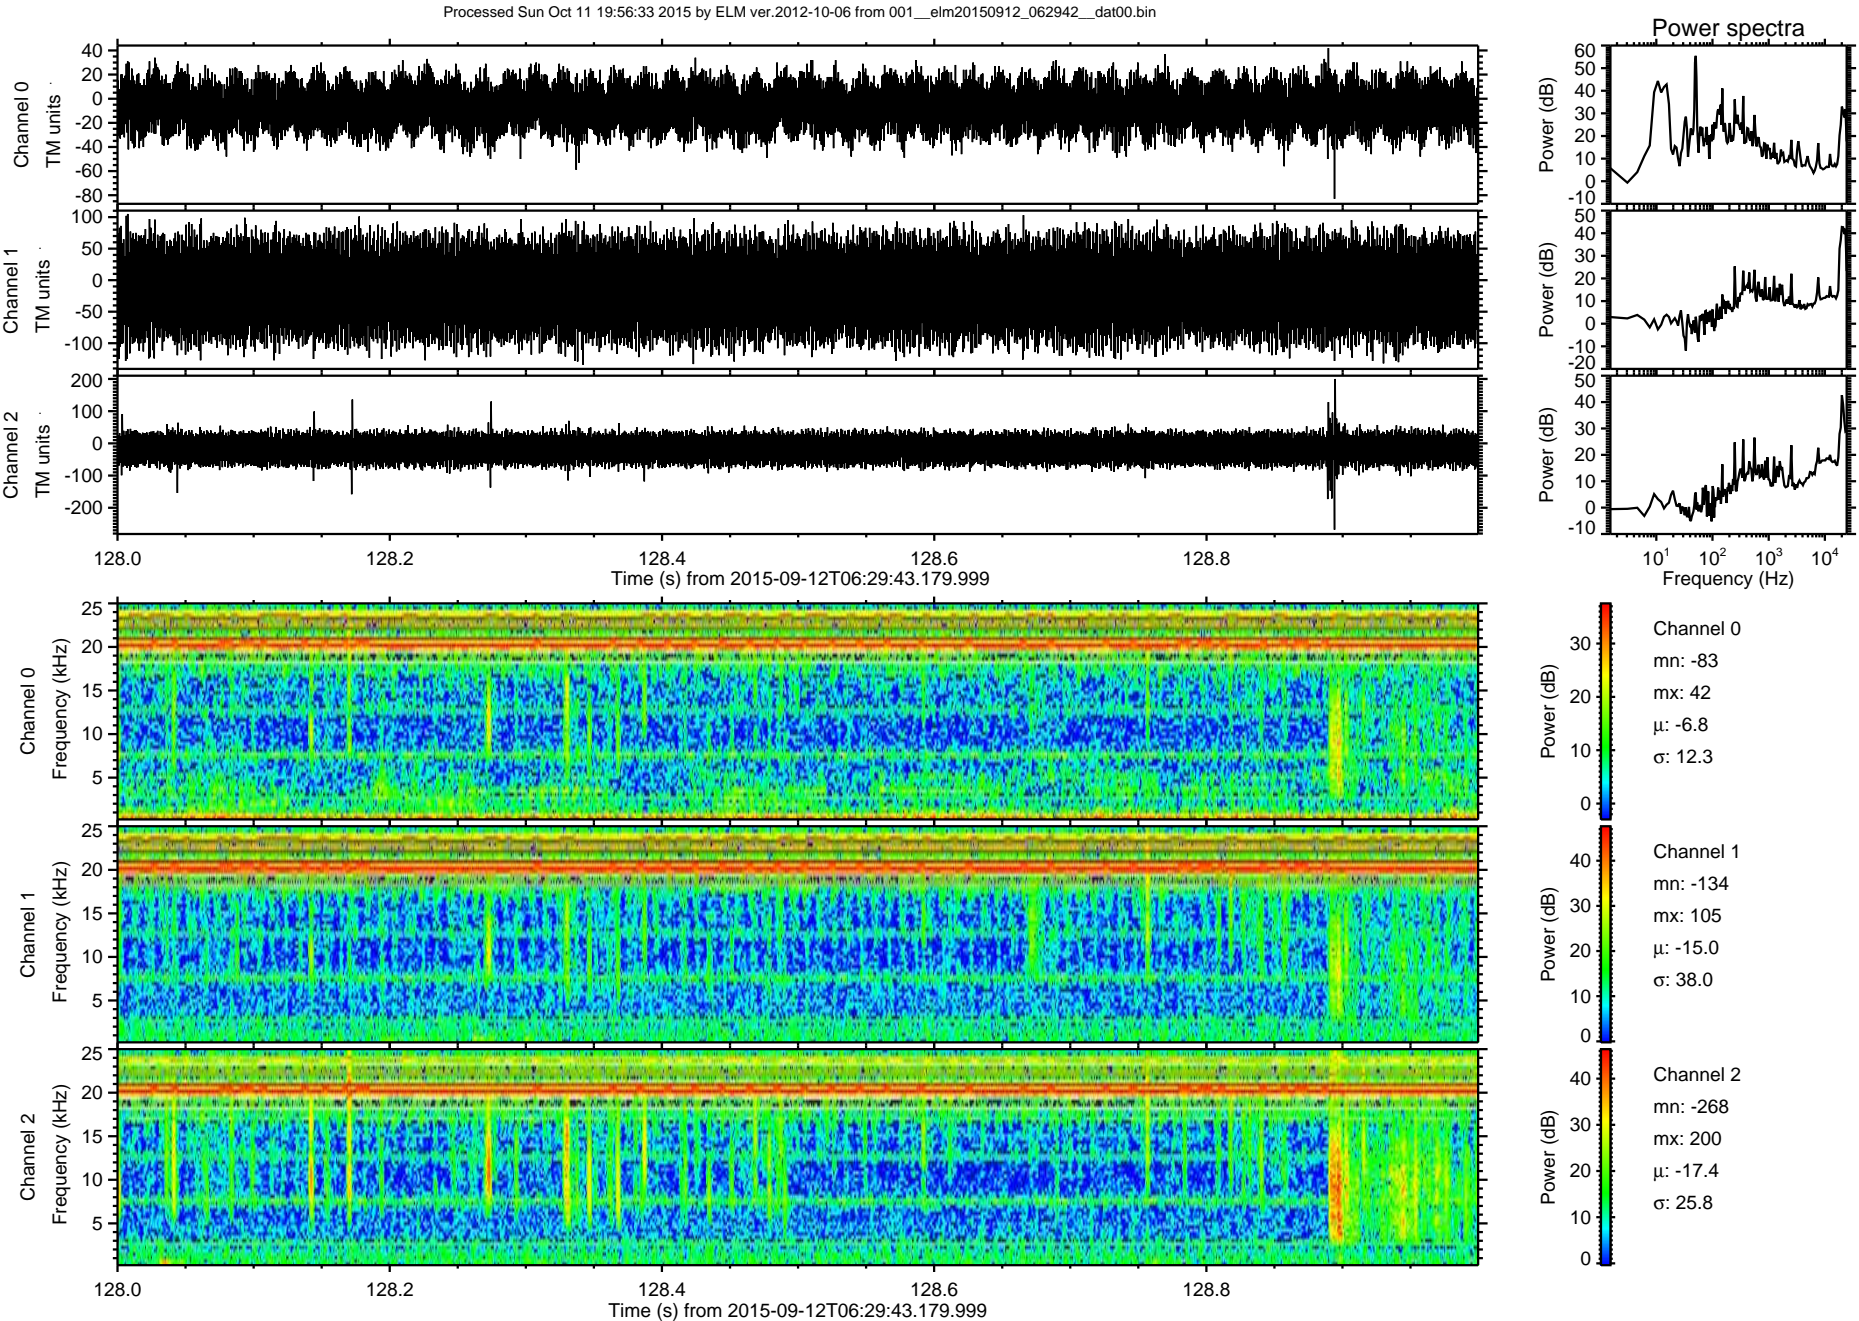 Processed Sun Oct 11 19:56:33 2015 by ELM ver.2012-10-06 from 001__elm20150912_062942__dat00.bin
Power spectra
Channel 0
TM units
40
20
0
-20
-40
-60
-80
Power (dB)
60
50
40
30
20
10
0
-10
Channel 1
TM units
100
50
0
-50
-100
Power (dB)
50
40
30
20
10
0
-10
-20
Channel 2
TM units
200
100
0
-100
-200
Power (dB)
50
40
30
20
10
0
-10
128.0 128.2 128.4 128.6 128.8
Time (s) from 2015-09-12T06:29:43.179.999
10¹ 10² 10³ 10⁴
Frequency (Hz)
Channel 0
Frequency (kHz)
25
20
15
10
5
Power (dB)
30
20
10
0
Channel 0
mn: -83
mx: 42
μ: -6.8
σ: 12.3
Channel 1
Frequency (kHz)
25
20
15
10
5
Power (dB)
40
30
20
10
0
Channel 1
mn: -134
mx: 105
μ: -15.0
σ: 38.0
Channel 2
Frequency (kHz)
25
20
15
10
5
Power (dB)
40
30
20
10
0
Channel 2
mn: -268
mx: 200
μ: -17.4
σ: 25.8
128.0 128.2 128.4 128.6 128.8
Time (s) from 2015-09-12T06:29:43.179.999